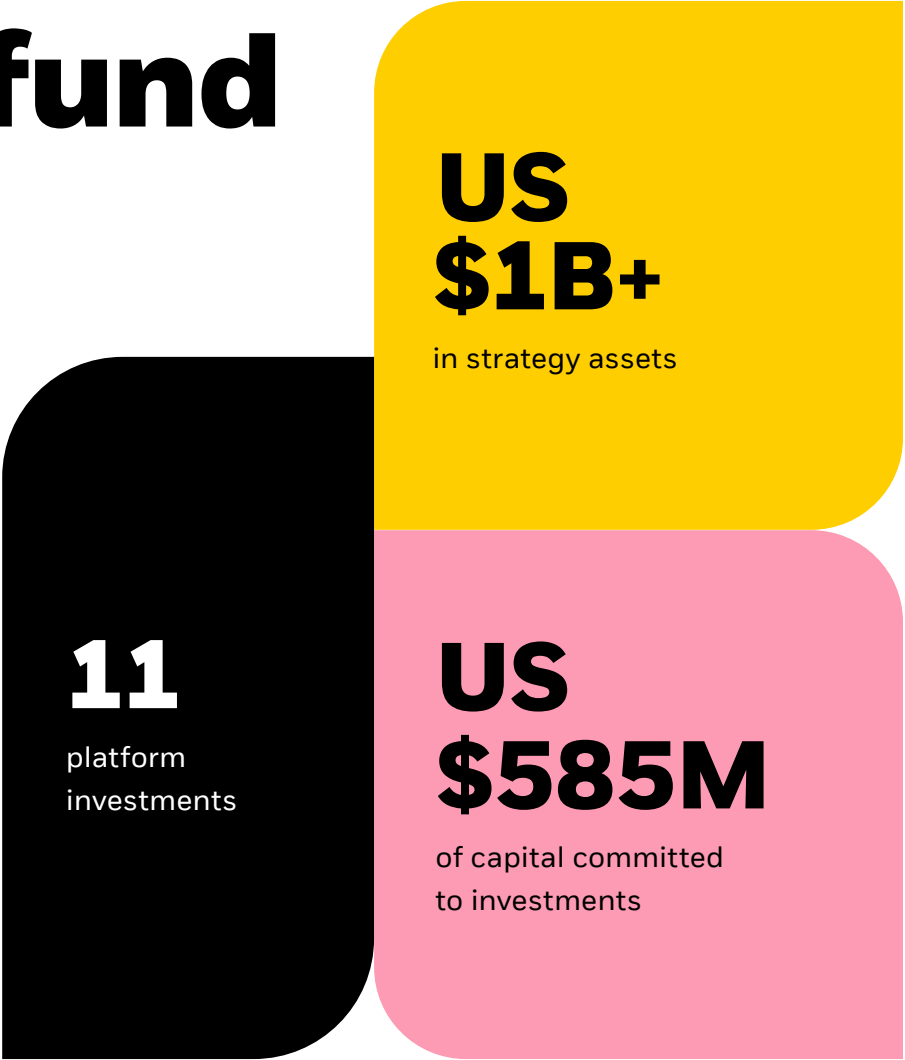 fund
US
$1B+
in strategy assets
11
platform
investments
US
$585M
of capital committed
to investments